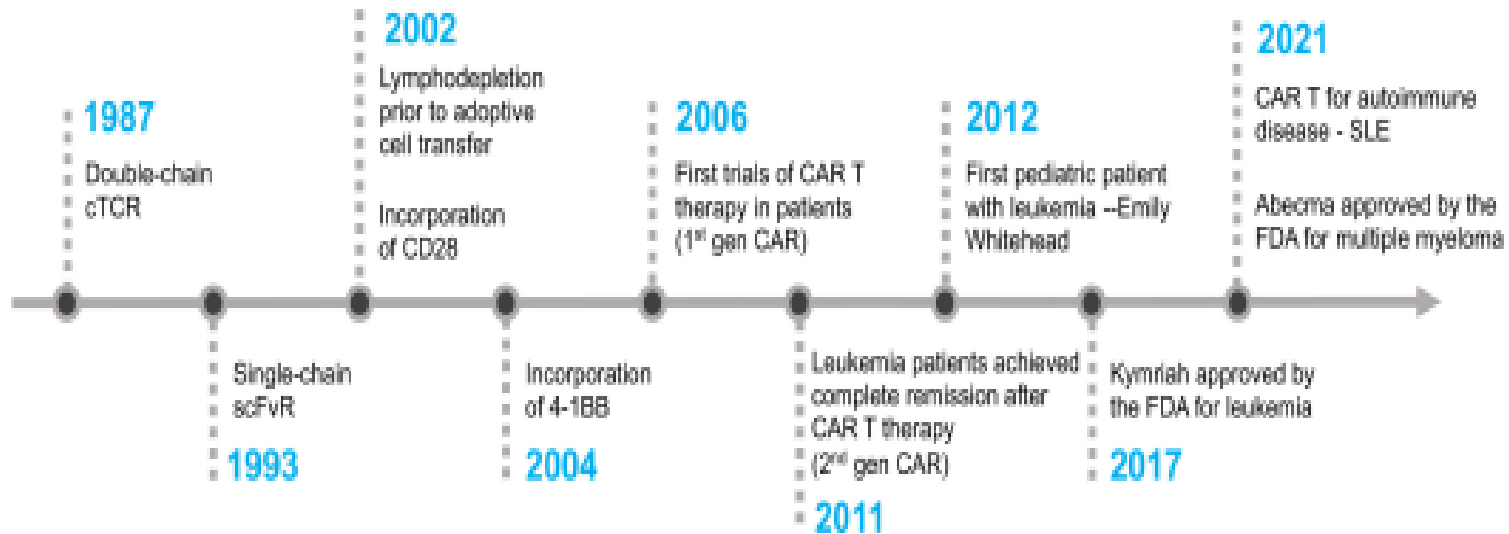 1987
Double-chain
cTCR
Single-chain
scFvR
1993
2002
Lymphodepletion
prior to adoptive
cell transfer
Incorporation
of CD28
Incorporation
of 4-1BB
2004
2006
First trials of CAR T
therapy in patients
(1st gen CAR)
Leukemia patients achieved
complete remission after
CAR T therapy
(2nd gen CAR)
2011
2012
First pediatric patient
with leukemia --Emily
Whitehead
Kymriah approved by
the FDA for leukemia
2017
2021
CAR T for autoimmune
disease - SLE
Abecma approved by the
FDA for multiple myeloma